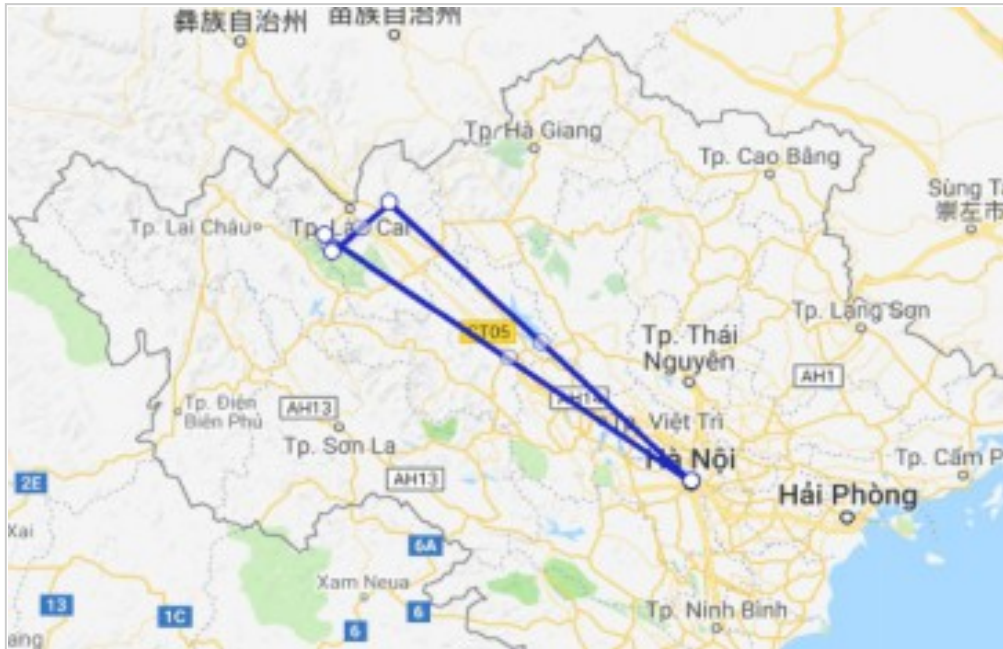 彝族自治州
苗族自治州
Tp. Hà Giang
Tp. Cao Bằng
Sùng Tả
崇左市
Tp. Lai Châu
Tp. Lào Cai
Tp. Lạng Sơn
CT05
Tp. Thái
Nguyên
AH1
AH14
Tp. Điện
Biên Phủ
AH13
Việt Trì
Tp. Sơn La
Hà Nội
Tp. Cẩm P
2E
AH13
Hải Phòng
Xai
6A
Xam Neua
13
1C
6
6
Tp. Ninh Bình
ang